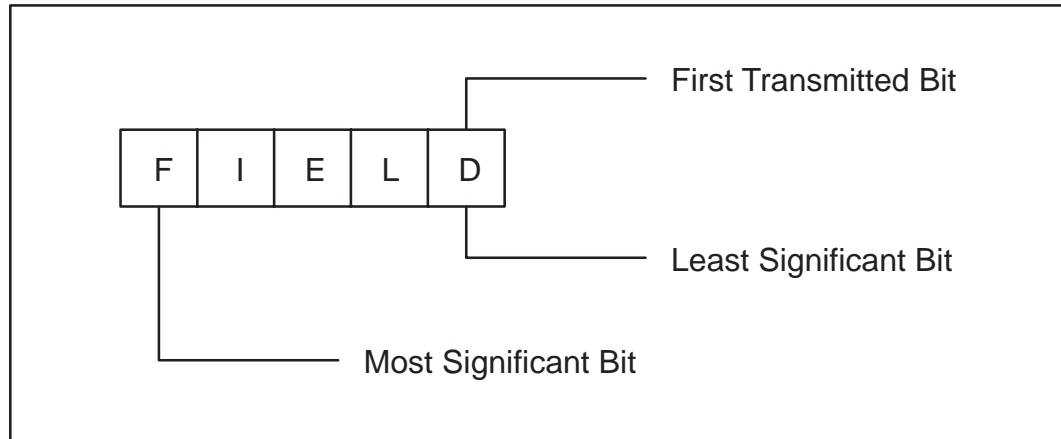 First Transmitted Bit
F I E L D
Least Significant Bit
Most Significant Bit